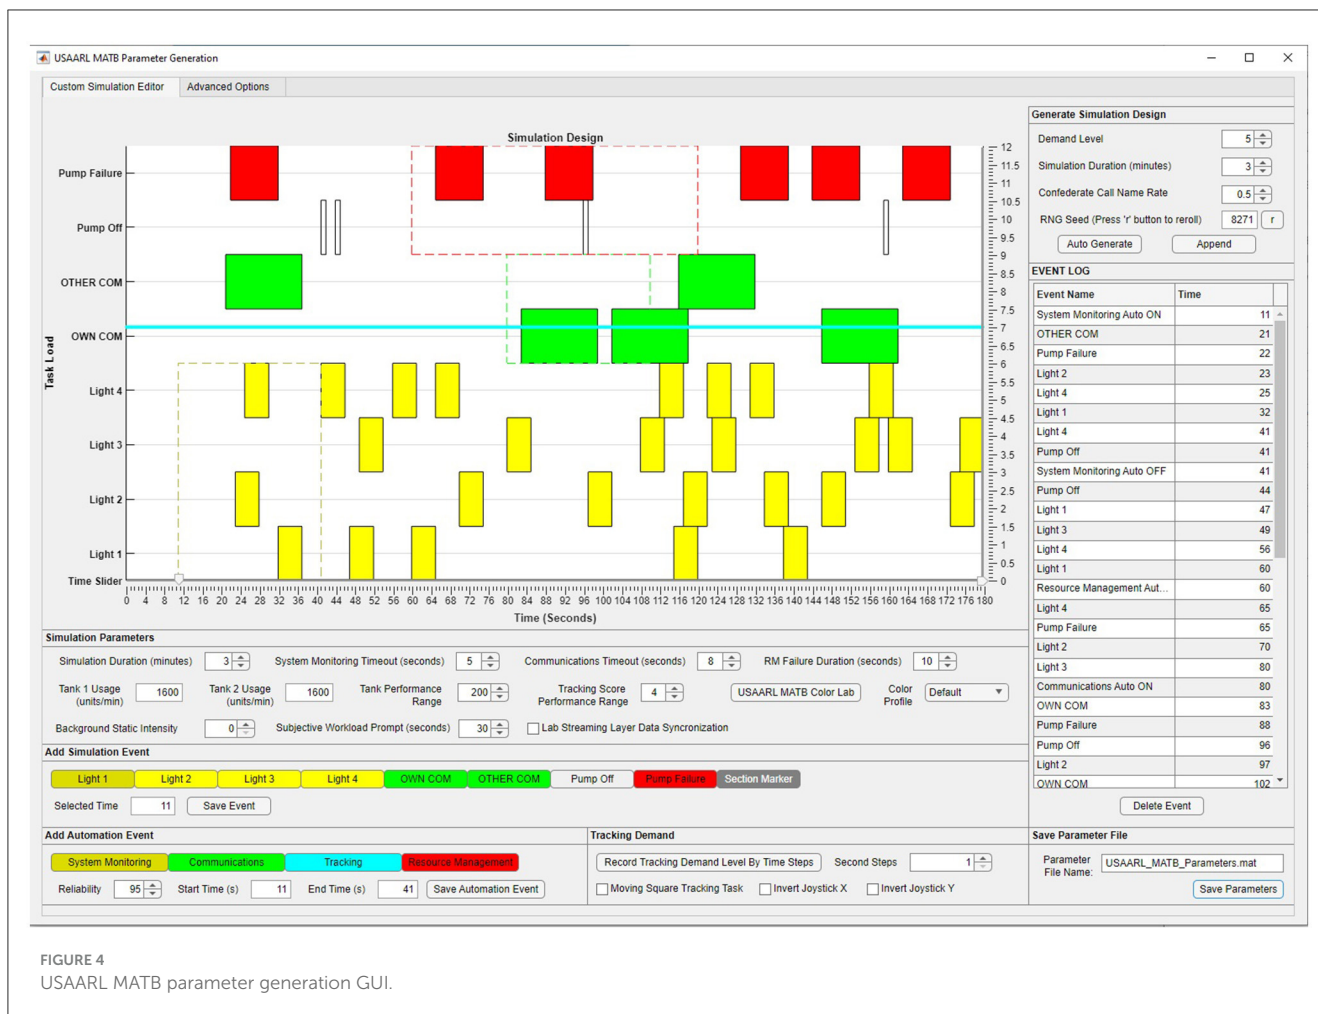 USAARL MATB Parameter Generation
Custom Simulation Editor Advanced Options
Simulation Design
Task Load
Pump Failure
Pump Off
OTHER COM
OWN COM
Light 4
Light 3
Light 2
Light 1
Time Slider
12
11.5
11
10.5
10
9.5
9
8.5
8
7.5
7
6.5
6
5.5
5
4.5
4
3.5
3
2.5
2
1.5
1
0.5
0
0 4 8 12 16 20 24 28 32 36 40 44 48 52 56 60 64 68 72 76 80 84 88 92 96 100 104 108 112 116 120 124 128 132 136 140 144 148 152 156 160 164 168 172 176 180
Time (Seconds)
Simulation Parameters
Simulation Duration (minutes) 3 System Monitoring Timeout (seconds) 5 Communications Timeout (seconds) 8 RM Failure Duration (seconds) 10
Tank 1 Usage (units/min) 1600 Tank 2 Usage (units/min) 1600 Tank Performance Range 200 Tracking Score Performance Range 4 USAARL MATB Color Lab Color Profile Default
Background Static Intensity 0 Subjective Workload Prompt (seconds) 30 Lab Streaming Layer Data Syncronization
Add Simulation Event
Light 1 Light 2 Light 3 Light 4 OWN COM OTHER COM Pump Off Pump Failure Section Marker
Selected Time 11 Save Event
Add Automation Event
System Monitoring Communications Tracking Resource Management
Reliability 95 Start Time (s) 11 End Time (s) 41 Save Automation Event
Tracking Demand
Record Tracking Demand Level By Time Steps Second Steps 1
Moving Square Tracking Task Invert Joystick X Invert Joystick Y
Generate Simulation Design
Demand Level 5
Simulation Duration (minutes) 3
Confederate Call Name Rate 0.5
RNG Seed (Press 'r' button to reroll) 8271 r
Auto Generate Append
EVENT LOG
Event Name Time
System Monitoring Auto ON 11
OTHER COM 21
Pump Failure 22
Light 2 23
Light 4 25
Light 1 32
Light 4 41
Pump Off 41
System Monitoring Auto OFF 41
Pump Off 44
Light 1 47
Light 3 49
Light 4 56
Light 1 60
Resource Management Aut... 60
Light 4 65
Pump Failure 65
Light 2 70
Light 3 80
Communications Auto ON 80
OWN COM 83
Pump Failure 88
Pump Off 96
Light 2 97
OWN COM 102
Delete Event
Save Parameter File
Parameter File Name: USAARL_MATB_Parameters.mat
Save Parameters
FIGURE 4
USAARL MATB parameter generation GUI.